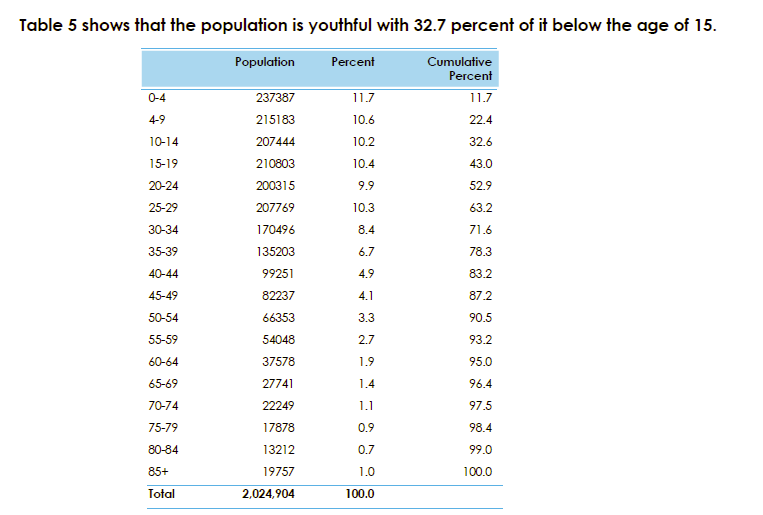 Table 5 shows that the population is youthful with 32.7 percent of it below the age of 15.
Population Percent Cumulative
Percent
0-4 237387 11.7 11.7
4-9 215183 10.6 22.4
10-14 207444 10.2 32.6
15-19 210803 10.4 43.0
20-24 200315 9.9 52.9
25-29 207769 10.3 63.2
30-34 170496 8.4 71.6
35-39 135203 6.7 78.3
40-44 99251 4.9 83.2
45-49 82237 4.1 87.2
50-54 66353 3.3 90.5
55-59 54048 2.7 93.2
60-64 37578 1.9 95.0
65-69 27741 1.4 96.4
70-74 22249 1.1 97.5
75-79 17878 0.9 98.4
80-84 13212 0.7 99.0
85+ 19757 1.0 100.0
Total 2,024,904 100.0